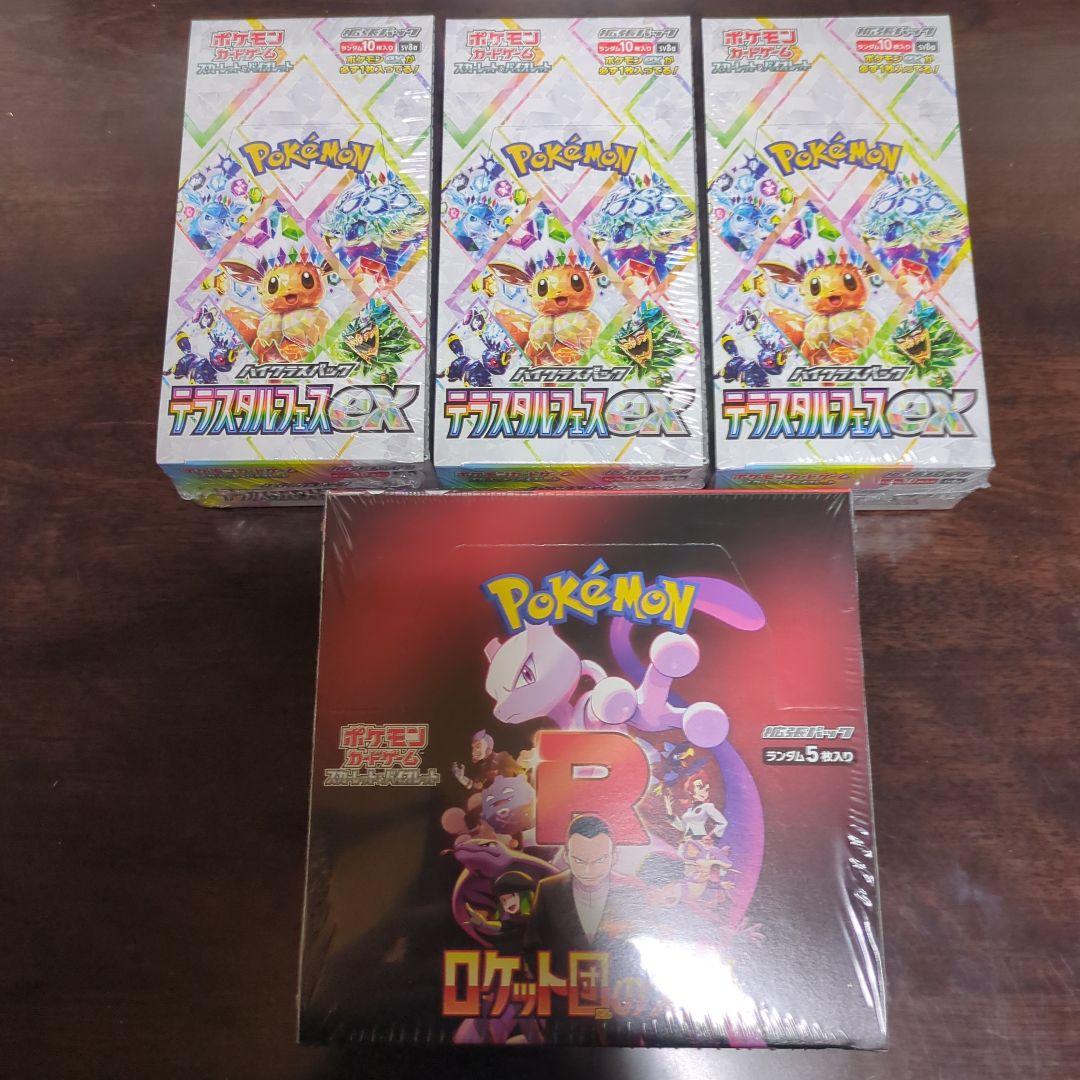 ポケモン
カードゲーム
スカーレット&バイオレット
拡張パック
ランダム10枚入り
sv8a
ポケモンexが
必ず1枚入ってる!
POKéMON
ハイクラスパック
テラスタルフェスex
ポケモン
カードゲーム
スカーレット&バイオレット
拡張パック
ランダム10枚入り
sv8a
ポケモンexが
必ず1枚入ってる!
POKéMON
ハイクラスパック
テラスタルフェスex
ポケモン
カードゲーム
スカーレット&バイオレット
拡張パック
ランダム10枚入り
sv8a
ポケモンexが
必ず1枚入ってる!
POKéMON
ハイクラスパック
テラスタルフェスex
POKéMON
ポケモン
カードゲーム
スカーレット&バイオレット
拡張パック
ランダム5枚入り
R
ロケット団の